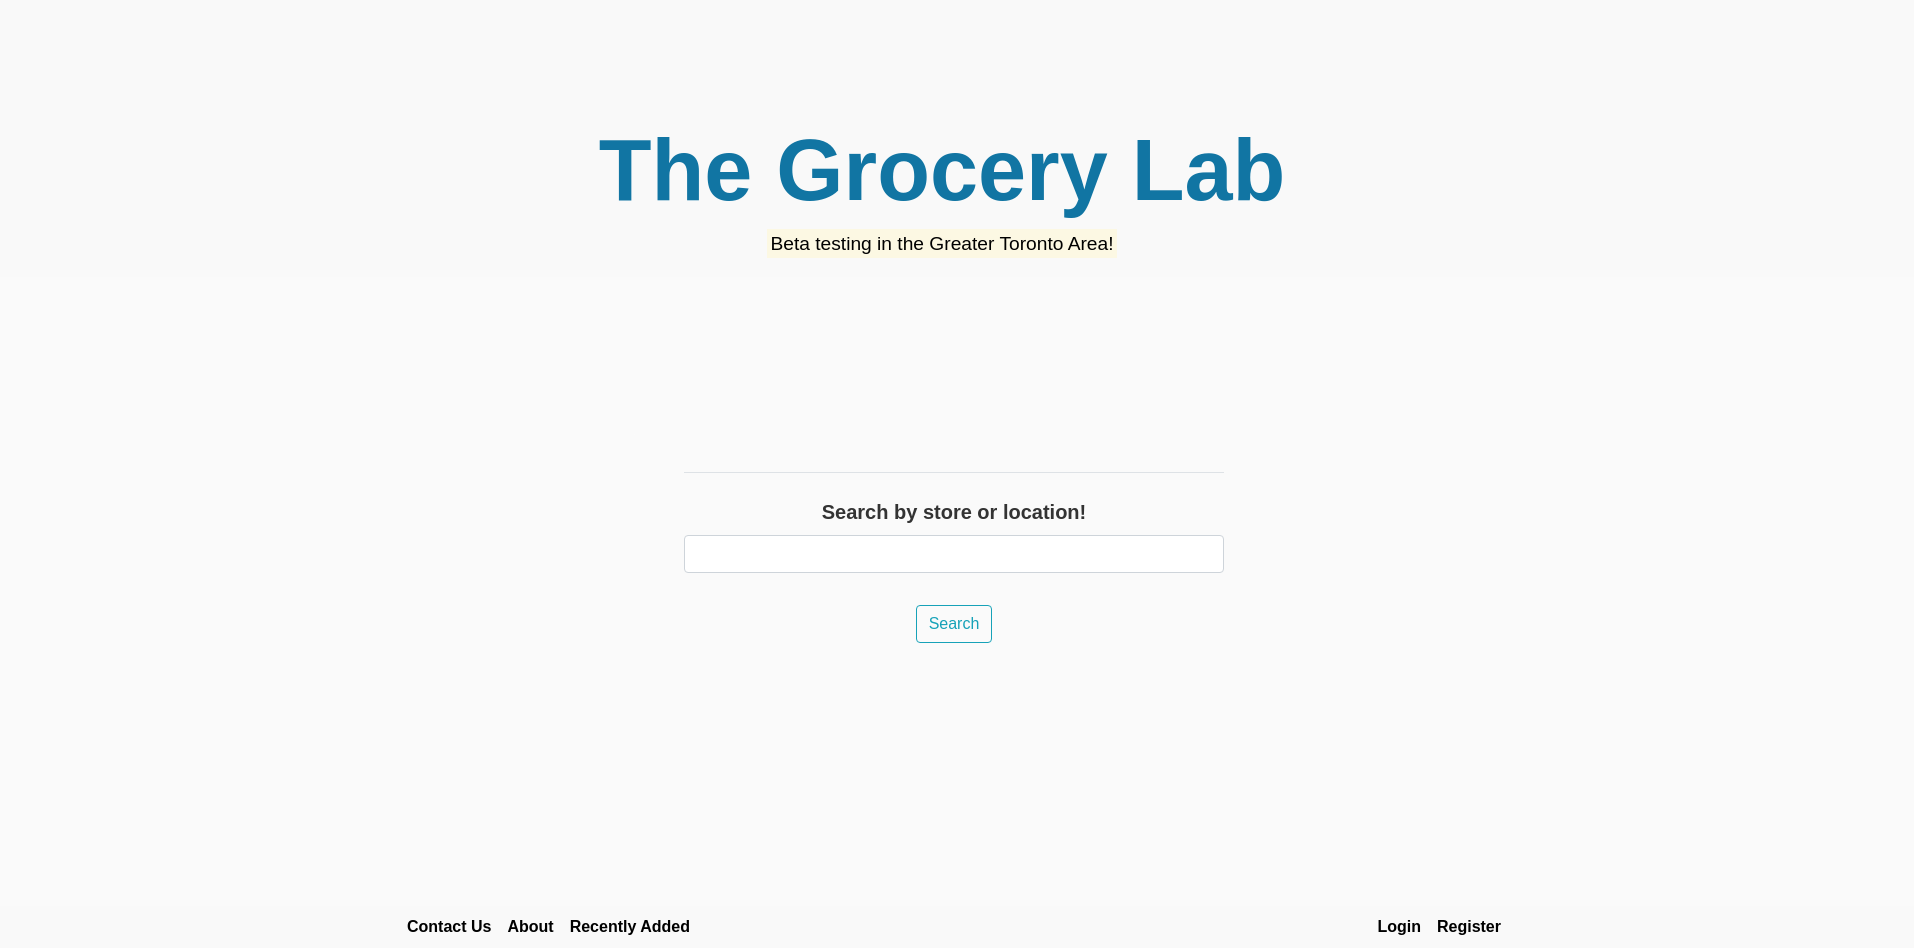 The Grocery Lab
Beta testing in the Greater Toronto Area!
Search by store or location!
Search
Contact Us About Recently Added Login Register